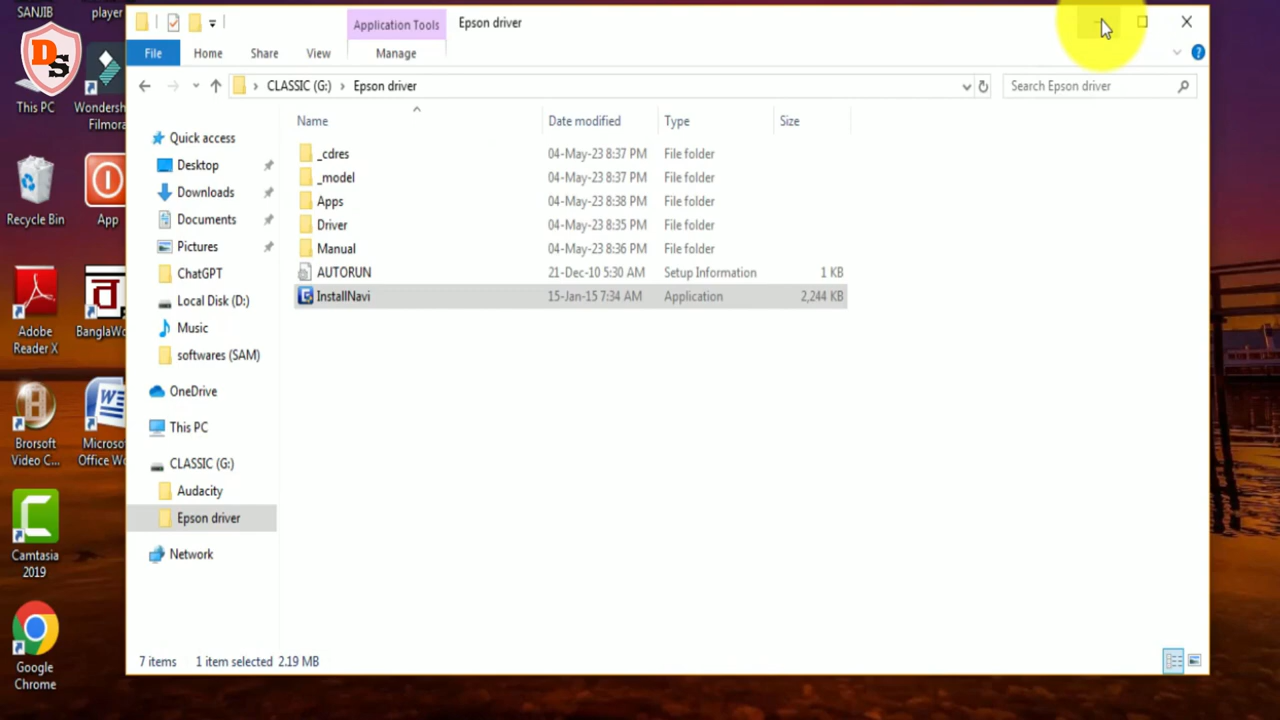 SANJIB
player
DS
This PC
Wondersh
Filmora
Recycle Bin
App
Adobe
Reader X
BanglaWo
Brorsoft
Video C...
Microsof
Office Wo
Camtasia
2019
Google
Chrome
Application Tools
Epson driver
File
Home
Share
View
Manage
CLASSIC (G:) > Epson driver
Search Epson driver
Name
Date modified
Type
Size
Quick access
Desktop
Downloads
Documents
Pictures
ChatGPT
Local Disk (D:)
Music
softwares (SAM)
OneDrive
This PC
CLASSIC (G:)
Audacity
Epson driver
Network
_cdres 04-May-23 8:37 PM File folder
_model 04-May-23 8:37 PM File folder
Apps 04-May-23 8:38 PM File folder
Driver 04-May-23 8:35 PM File folder
Manual 04-May-23 8:36 PM File folder
AUTORUN 21-Dec-10 5:30 AM Setup Information 1 KB
InstallNavi 15-Jan-15 7:34 AM Application 2,244 KB
7 items 1 item selected 2.19 MB